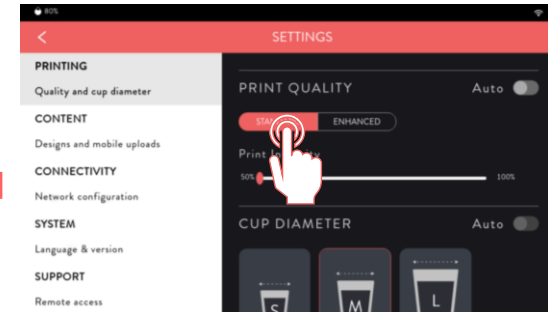 80%
SETTINGS
PRINTING
Quality and cup diameter
CONTENT
Designs and mobile uploads
CONNECTIVITY
Network configuration
SYSTEM
Language & version
SUPPORT
Remote access
PRINT QUALITY Auto
ENHANCED
Print
50% 100%
CUP DIAMETER Auto
S M L